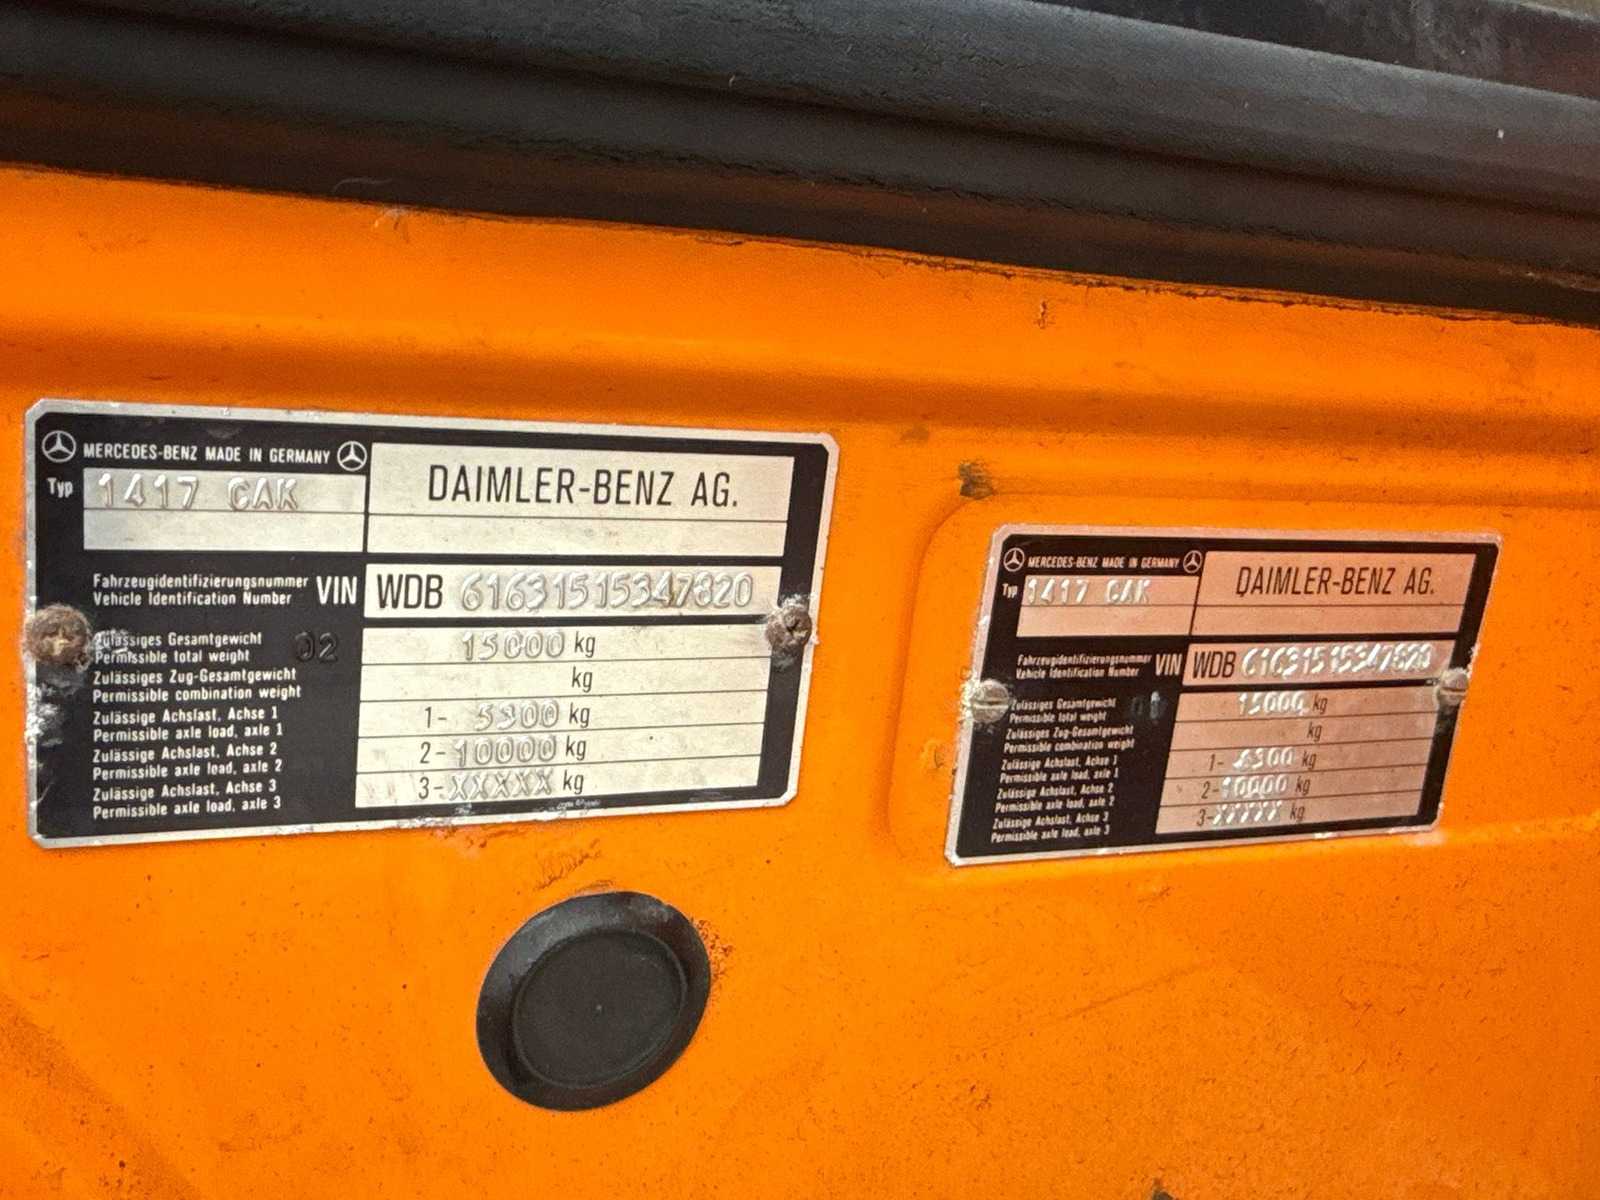 MERCEDES-BENZ MADE IN GERMANY
DAIMLER-BENZ AG.
Typ 1417 CAK
Fahrzeugidentifizierungsnummer
Vehicle Identification Number VIN WDB 61631515347820
Zulässiges Gesamtgewicht
Permissible total weight 02 15000 kg
Zulässiges Zug-Gesamtgewicht
Permissible combination weight kg
Zulässige Achslast, Achse 1
Permissible axle load, axle 1 1- 5300 kg
Zulässige Achslast, Achse 2
Permissible axle load, axle 2 2- 10000 kg
Zulässige Achslast, Achse 3
Permissible axle load, axle 3 3- XXXXX kg
MERCEDES-BENZ MADE IN GERMANY
DAIMLER-BENZ AG.
Typ 1417 CAK
Fahrzeugidentifizierungsnummer
Vehicle Identification Number VIN WDB 61631515347820
Zulässiges Gesamtgewicht
Permissible total weight 15000 kg
Zulässiges Zug-Gesamtgewicht
Permissible combination weight kg
Zulässige Achslast, Achse 1
Permissible axle load, axle 1 1- kg
Zulässige Achslast, Achse 2
Permissible axle load, axle 2 2- 10000 kg
Zulässige Achslast, Achse 3
Permissible axle load, axle 3 3- XXXXX kg